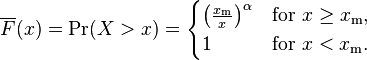 \overline{F}(x) = \Pr(X > x) = \begin{cases} \left(\frac{x_\mathrm{m}}{x}\right)^\alpha & \text{for } x \ge x_\mathrm{m}, \\ 1 & \text{for } x < x_\mathrm{m}. \end{cases}